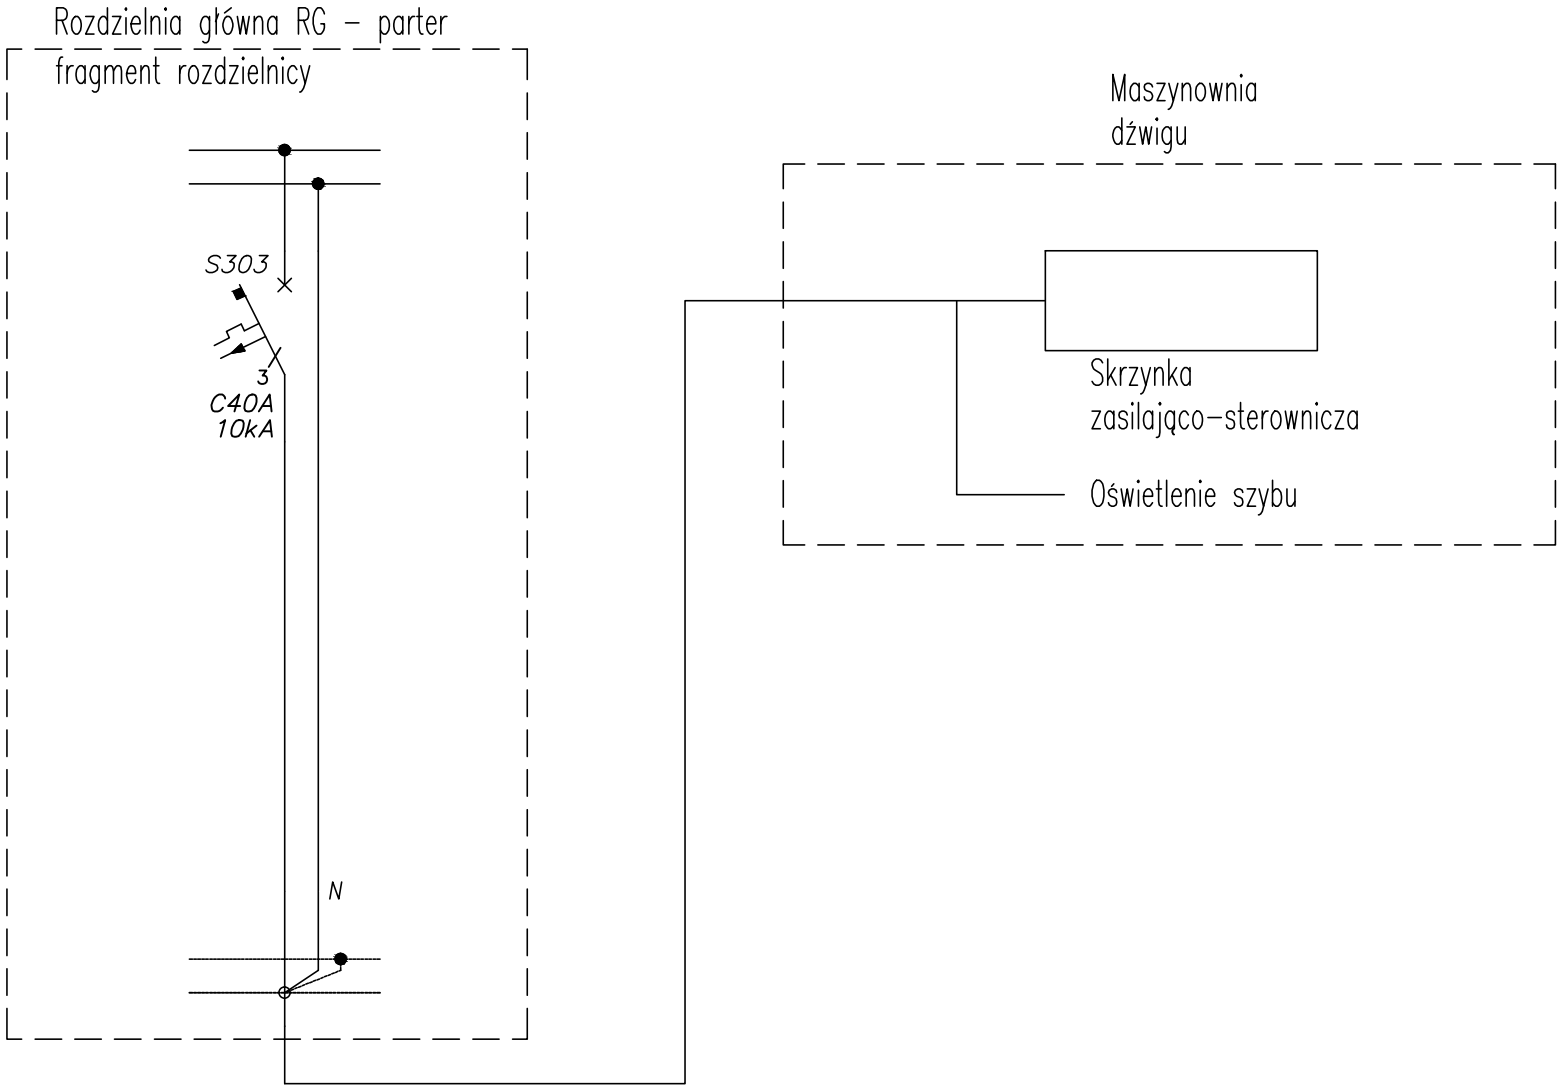 Rozdzielnia główna RG – parter
fragment rozdzielnicy
Maszynownia
dźwigu
S303
3
C40A
10kA
Skrzynka
zasilająco–sterownicza
Oświetlenie szybu
N